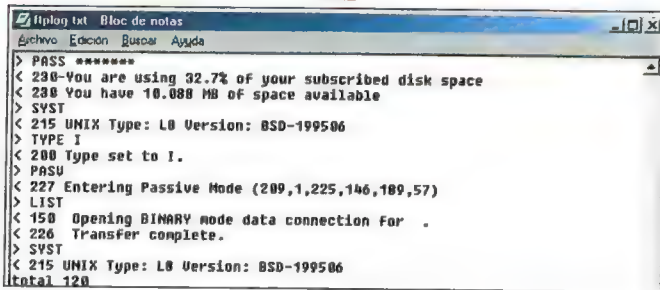 ftplog.txt - Bloc de notas
Archivo Edición Buscar Ayuda
> PASS *******
< 230-You are using 32.7% of your subscribed disk space
< 230 You have 10.088 MB of space available
> SYST
< 215 UNIX Type: L8 Version: BSD-199506
> TYPE I
< 200 Type set to I.
> PASV
< 227 Entering Passive Mode (209,1,225,146,189,57)
> LIST
< 150 Opening BINARY mode data connection for .
< 226 Transfer complete.
> SYST
< 215 UNIX Type: L8 Version: BSD-199506
total 120